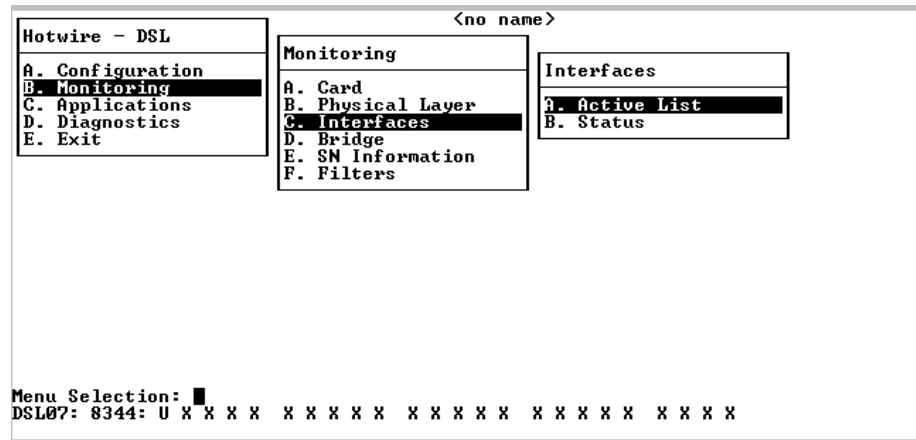 <no name>
Hotwire - DSL
A. Configuration
B. Monitoring
C. Applications
D. Diagnostics
E. Exit
Monitoring
A. Card
B. Physical Layer
C. Interfaces
D. Bridge
E. SN Information
F. Filters
Interfaces
A. Active List
B. Status
Menu Selection:
DSL07: 8344: U X X X X X X X X X X X X X X X X X X X X X X X